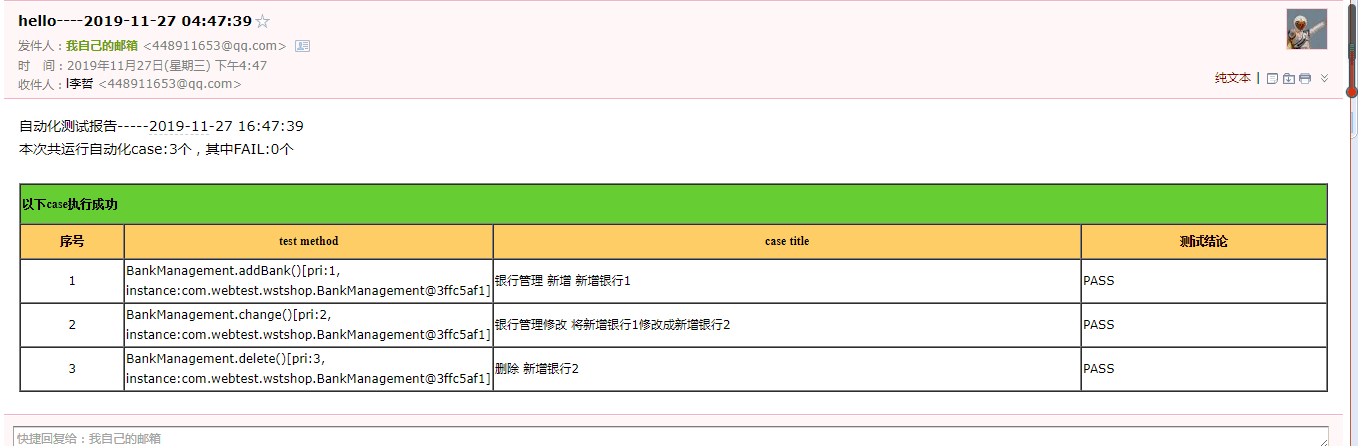 hello----2019-11-27 04:47:39
发件人：我自己的邮箱 <448911653@qq.com>
时　间：2019年11月27日(星期三) 下午4:47
收件人：l李哲 <448911653@qq.com>
纯文本 |
自动化测试报告-----2019-11-27 16:47:39
本次共运行自动化case:3个，其中FAIL:0个
以下case执行成功
序号 test method case title 测试结论
1 BankManagement.addBank()[pri:1, 银行管理 新增 新增银行1 PASS
instance:com.webtest.wstshop.BankManagement@3ffc5af1]
2 BankManagement.change()[pri:2, 银行管理修改 将新增银行1修改成新增银行2 PASS
instance:com.webtest.wstshop.BankManagement@3ffc5af1]
3 BankManagement.delete()[pri:3, 删除 新增银行2 PASS
instance:com.webtest.wstshop.BankManagement@3ffc5af1]
快捷回复给：我自己的邮箱